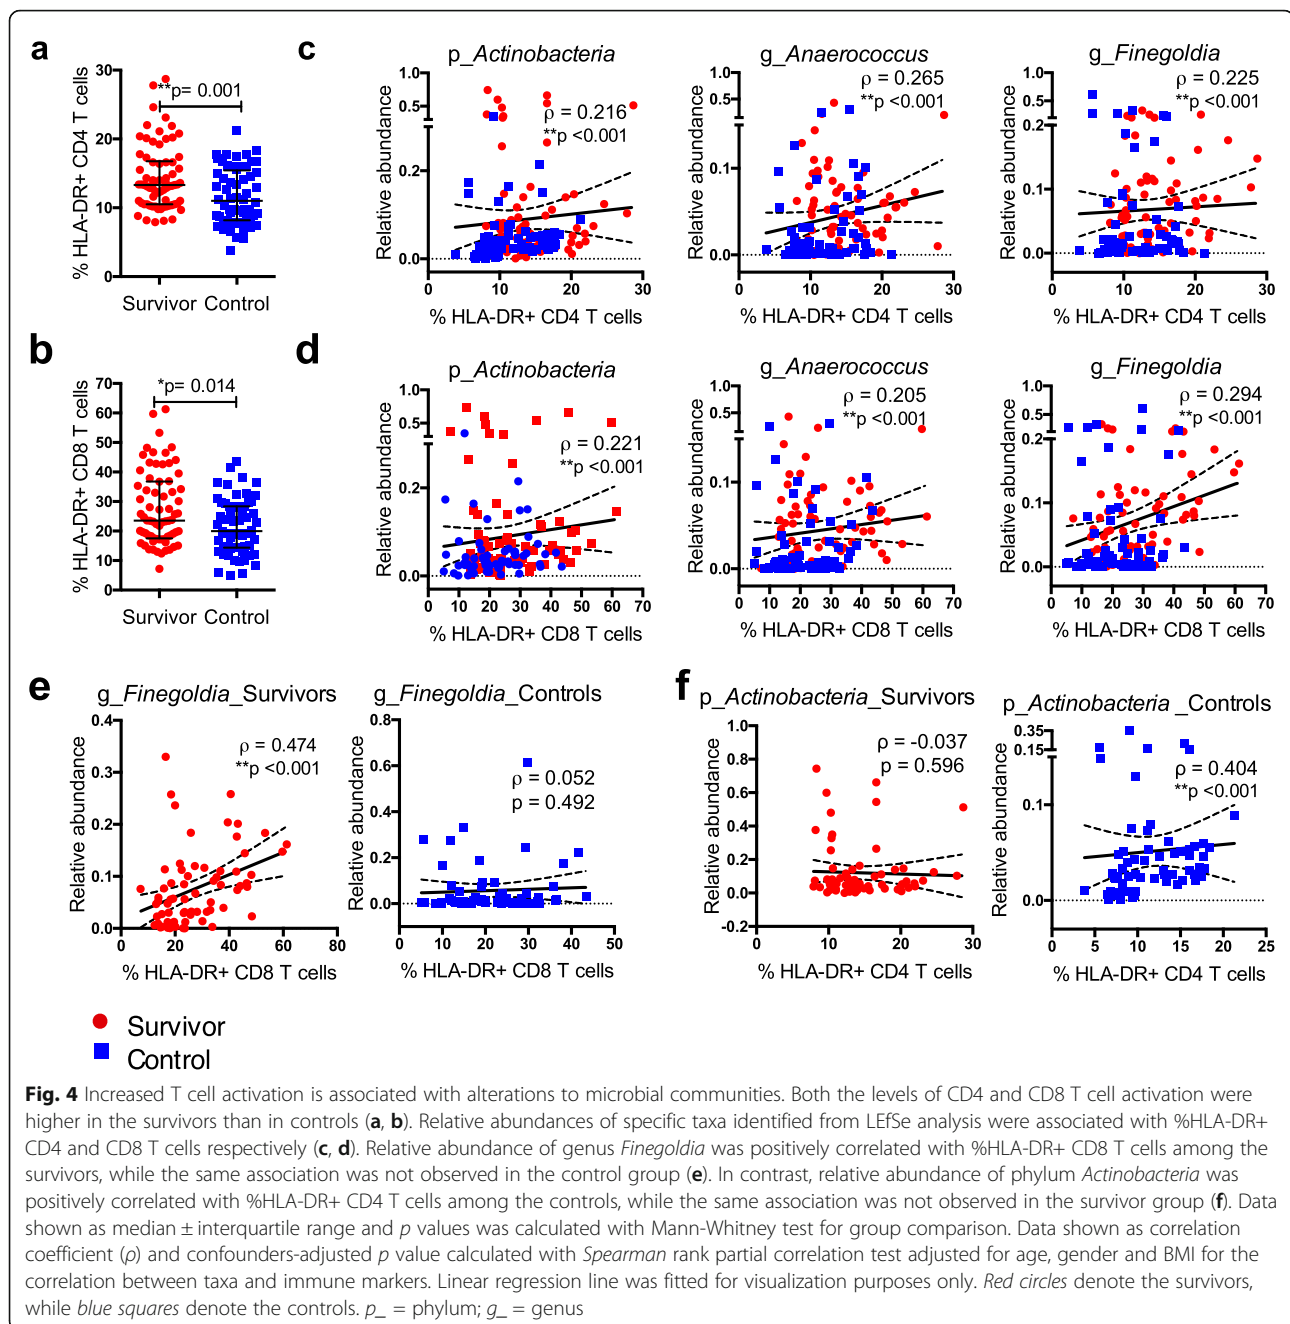 a
30
20
10
0
% HLA-DR+ CD4 T cells
**p= 0.001
Survivor Control
b
70
60
50
40
30
20
10
0
% HLA-DR+ CD8 T cells
*p= 0.014
Survivor Control
c
p_Actinobacteria
1.0
0.5
0.2
0.0
Relative abundance
ρ = 0.216
**p <0.001
0 10 20 30
% HLA-DR+ CD4 T cells
g_Anaerococcus
1.0
0.5
0.2
0.1
0.0
Relative abundance
ρ = 0.265
**p <0.001
0 10 20 30
% HLA-DR+ CD4 T cells
g_Finegoldia
1.0
0.5
0.2
0.1
0.0
Relative abundance
ρ = 0.225
**p <0.001
0 10 20 30
% HLA-DR+ CD4 T cells
d
p_Actinobacteria
1.0
0.5
0.2
0.0
Relative abundance
ρ = 0.221
**p <0.001
0 10 20 30 40 50 60 70
% HLA-DR+ CD8 T cells
g_Anaerococcus
1.0
0.5
0.2
0.1
0.0
Relative abundance
ρ = 0.205
**p <0.001
0 10 20 30 40 50 60 70
% HLA-DR+ CD8 T cells
g_Finegoldia
1.0
0.5
0.2
0.1
0.0
Relative abundance
ρ = 0.294
**p <0.001
0 10 20 30 40 50 60 70
% HLA-DR+ CD8 T cells
e
g_Finegoldia_Survivors
0.4
0.3
0.2
0.1
0.0
Relative abundance
ρ = 0.474
**p <0.001
0 20 40 60 80
% HLA-DR+ CD8 T cells
g_Finegoldia_Controls
0.8
0.6
0.4
0.2
0.0
Relative abundance
ρ = 0.052
p = 0.492
0 10 20 30 40 50
% HLA-DR+ CD8 T cells
f
p_Actinobacteria_Survivors
1.0
0.8
0.6
0.4
0.2
0.0
-0.2
Relative abundance
ρ = -0.037
p = 0.596
0 10 20 30
% HLA-DR+ CD4 T cells
p_Actinobacteria _Controls
0.35
0.15
0.1
0.0
Relative abundance
ρ = 0.404
**p <0.001
0 5 10 15 20 25
% HLA-DR+ CD4 T cells
Survivor
Control
Fig. 4 Increased T cell activation is associated with alterations to microbial communities. Both the levels of CD4 and CD8 T cell activation were
higher in the survivors than in controls (a, b). Relative abundances of specific taxa identified from LEfSe analysis were associated with %HLA-DR+
CD4 and CD8 T cells respectively (c, d). Relative abundance of genus Finegoldia was positively correlated with %HLA-DR+ CD8 T cells among the
survivors, while the same association was not observed in the control group (e). In contrast, relative abundance of phylum Actinobacteria was
positively correlated with %HLA-DR+ CD4 T cells among the controls, while the same association was not observed in the survivor group (f). Data
shown as median ± interquartile range and p values was calculated with Mann-Whitney test for group comparison. Data shown as correlation
coefficient (ρ) and confounders-adjusted p value calculated with Spearman rank partial correlation test adjusted for age, gender and BMI for the
correlation between taxa and immune markers. Linear regression line was fitted for visualization purposes only. Red circles denote the survivors,
while blue squares denote the controls. p_ = phylum; g_ = genus